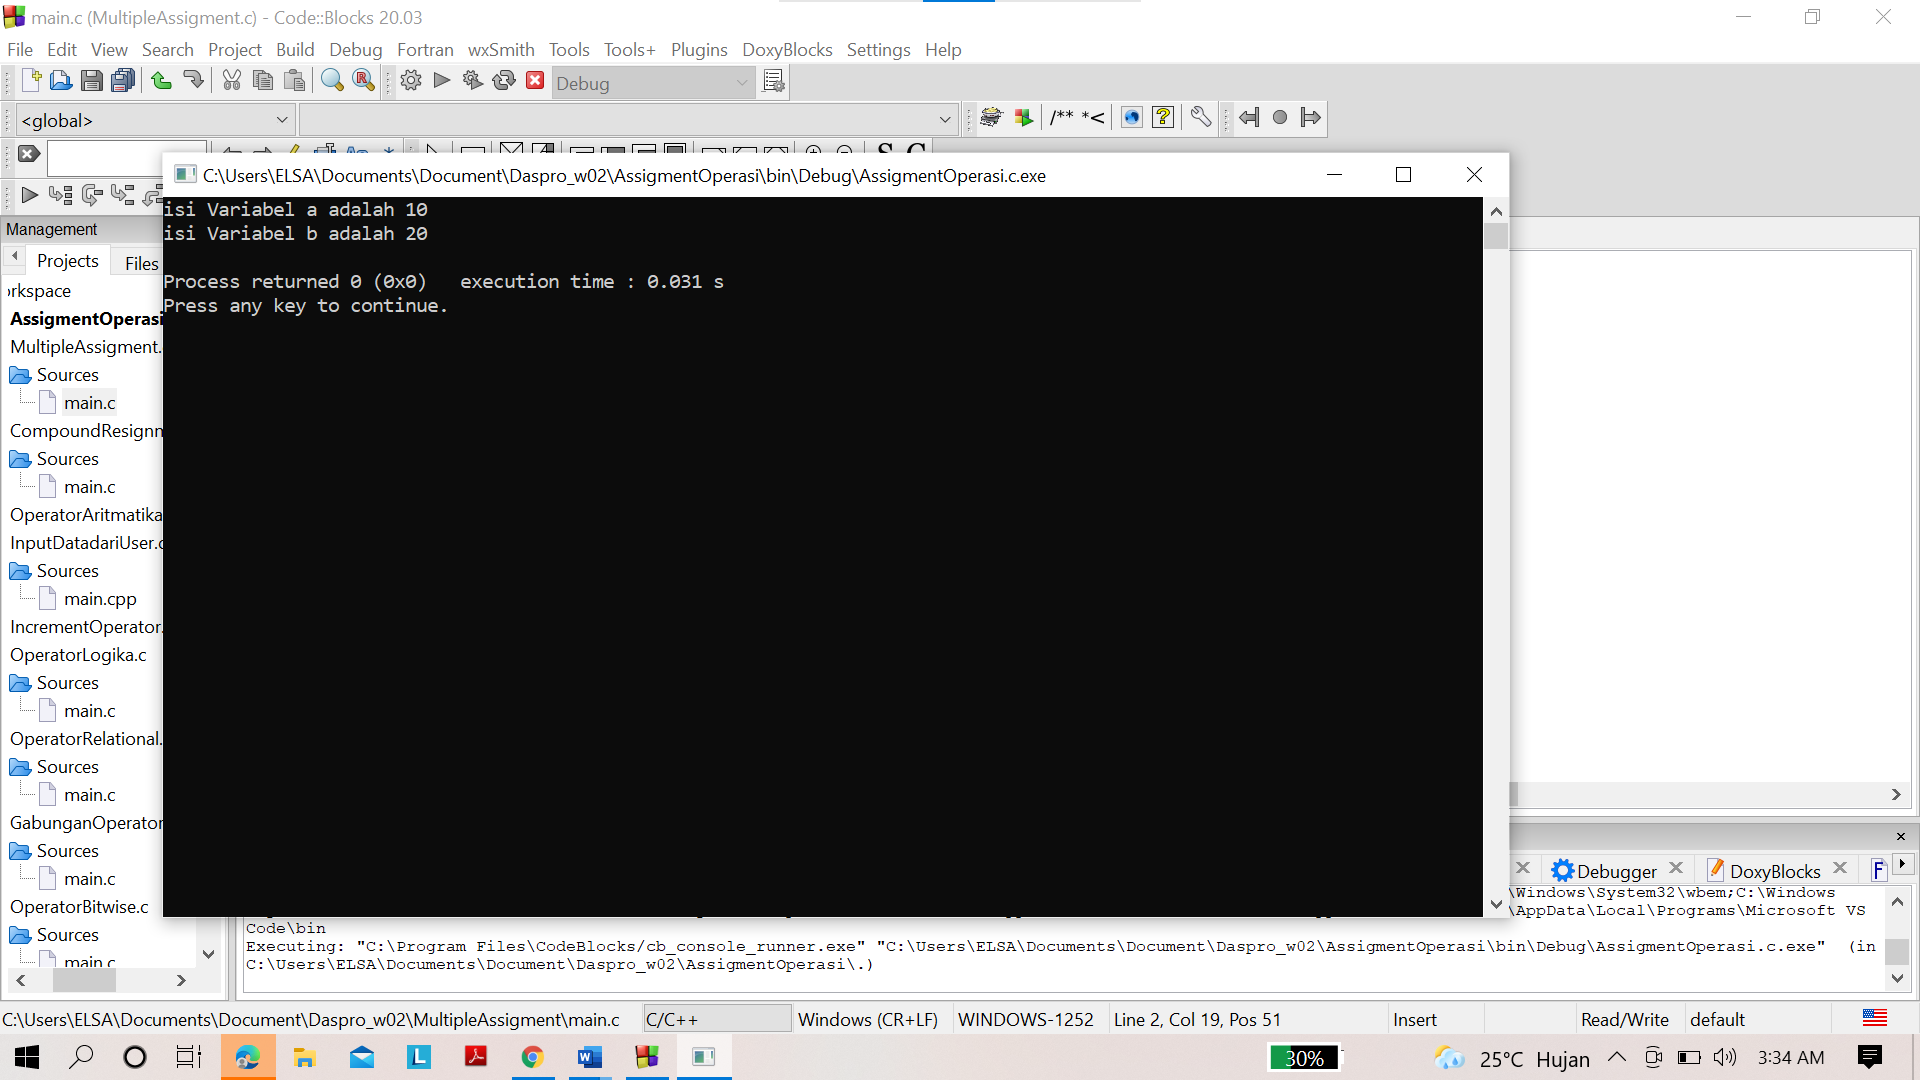 main.c (MultipleAssigment.c) - Code::Blocks 20.03
File Edit View Search Project Build Debug Fortran wxSmith Tools Tools+ Plugins DoxyBlocks Settings Help
Debug
<global>
/** *<
C:\Users\ELSA\Documents\Document\Daspro_w02\AssigmentOperasi\bin\Debug\AssigmentOperasi.c.exe
isi Variabel a adalah 10
isi Variabel b adalah 20
Process returned 0 (0x0)   execution time : 0.031 s
Press any key to continue.
Management
Projects Files
rkspace
AssigmentOperasi
MultipleAssigment.
Sources
main.c
CompoundResignm
Sources
main.c
OperatorAritmatika
InputDatadariUser.c
Sources
main.cpp
IncrementOperator.
OperatorLogika.c
Sources
main.c
OperatorRelational.
Sources
main.c
GabunganOperator
Sources
main.c
OperatorBitwise.c
Sources
main.c
Debugger DoxyBlocks F
\Windows\System32\wbem;C:\Windows
\AppData\Local\Programs\Microsoft VS
Code\bin
Executing: "C:\Program Files\CodeBlocks/cb_console_runner.exe" "C:\Users\ELSA\Documents\Document\Daspro_w02\AssigmentOperasi\bin\Debug\AssigmentOperasi.c.exe"  (in
C:\Users\ELSA\Documents\Document\Daspro_w02\AssigmentOperasi\.)
C:\Users\ELSA\Documents\Document\Daspro_w02\MultipleAssigment\main.c C/C++ Windows (CR+LF) WINDOWS-1252 Line 2, Col 19, Pos 51 Insert Read/Write default
30% 25°C Hujan 3:34 AM